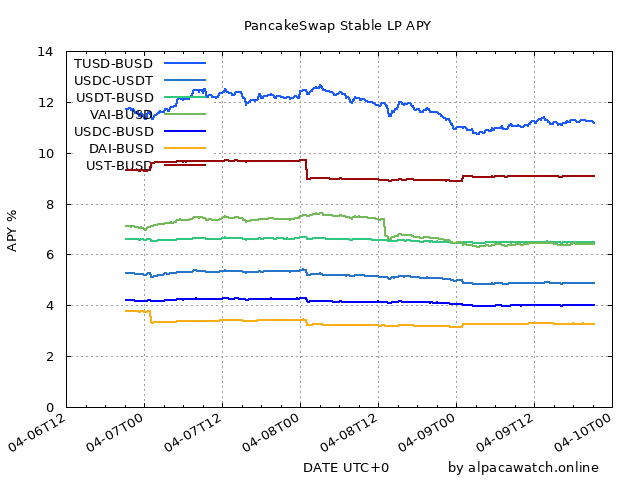 PancakeSwap Stable LP APY
14
12
10
8
6
4
2
0
APY %
TUSD-BUSD
USDC-USDT
USDT-BUSD
VAI-BUSD
USDC-BUSD
DAI-BUSD
UST-BUSD
04-06T12
04-07T00
04-07T12
04-08T00
04-08T12
04-09T00
04-09T12
04-10T00
DATE UTC+0
by alpacawatch.online